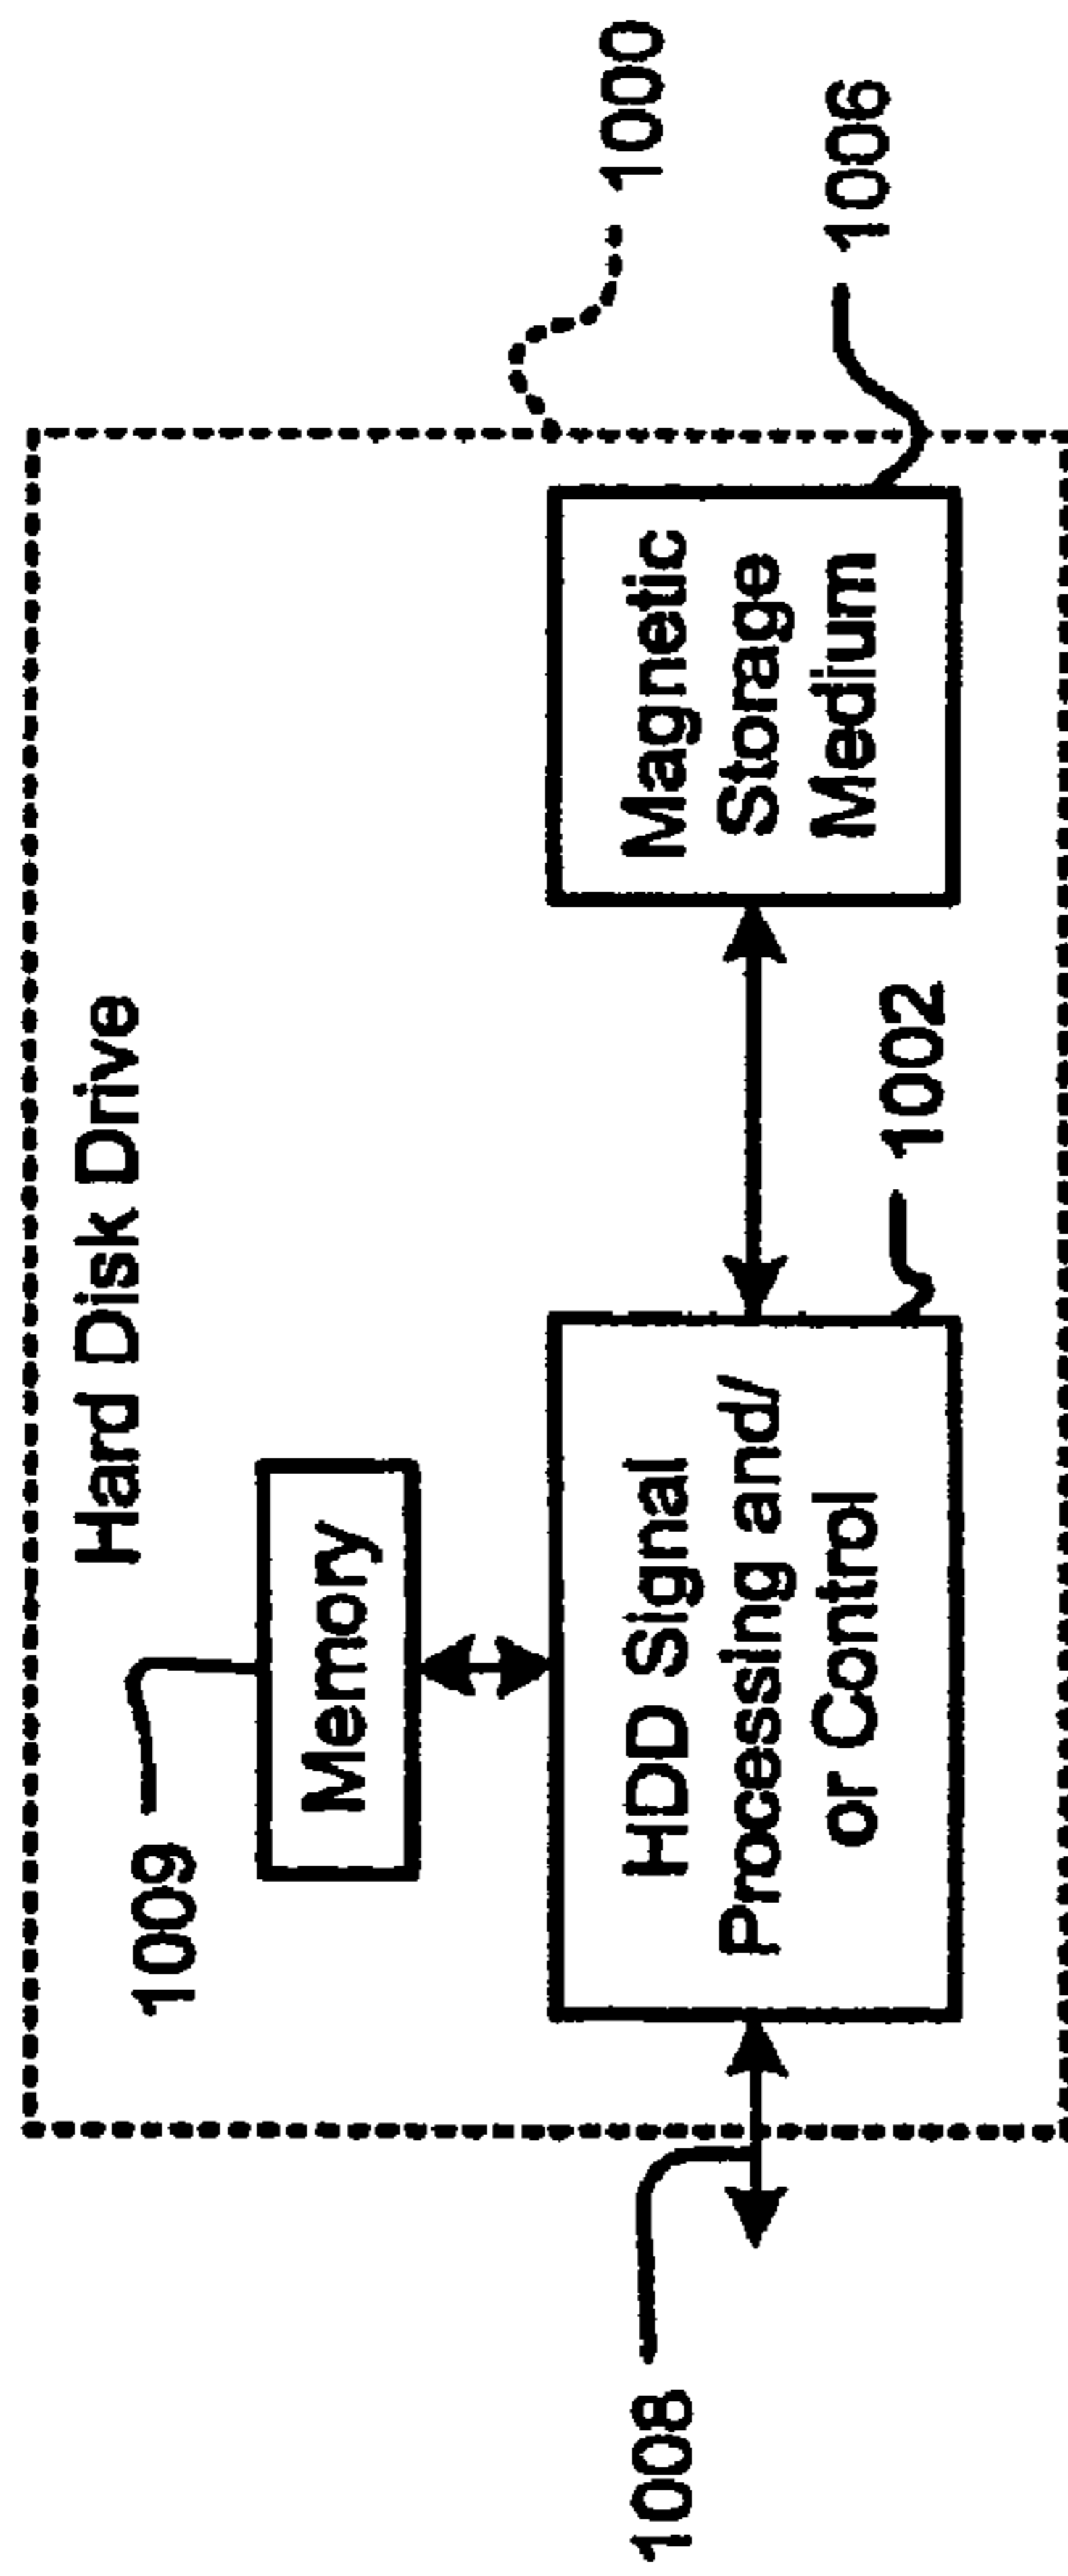 Hard Disk Drive
1009
Memory
1000
1008
HDD Signal
Processing and/
or Control
Magnetic
Storage
Medium
1006
1002